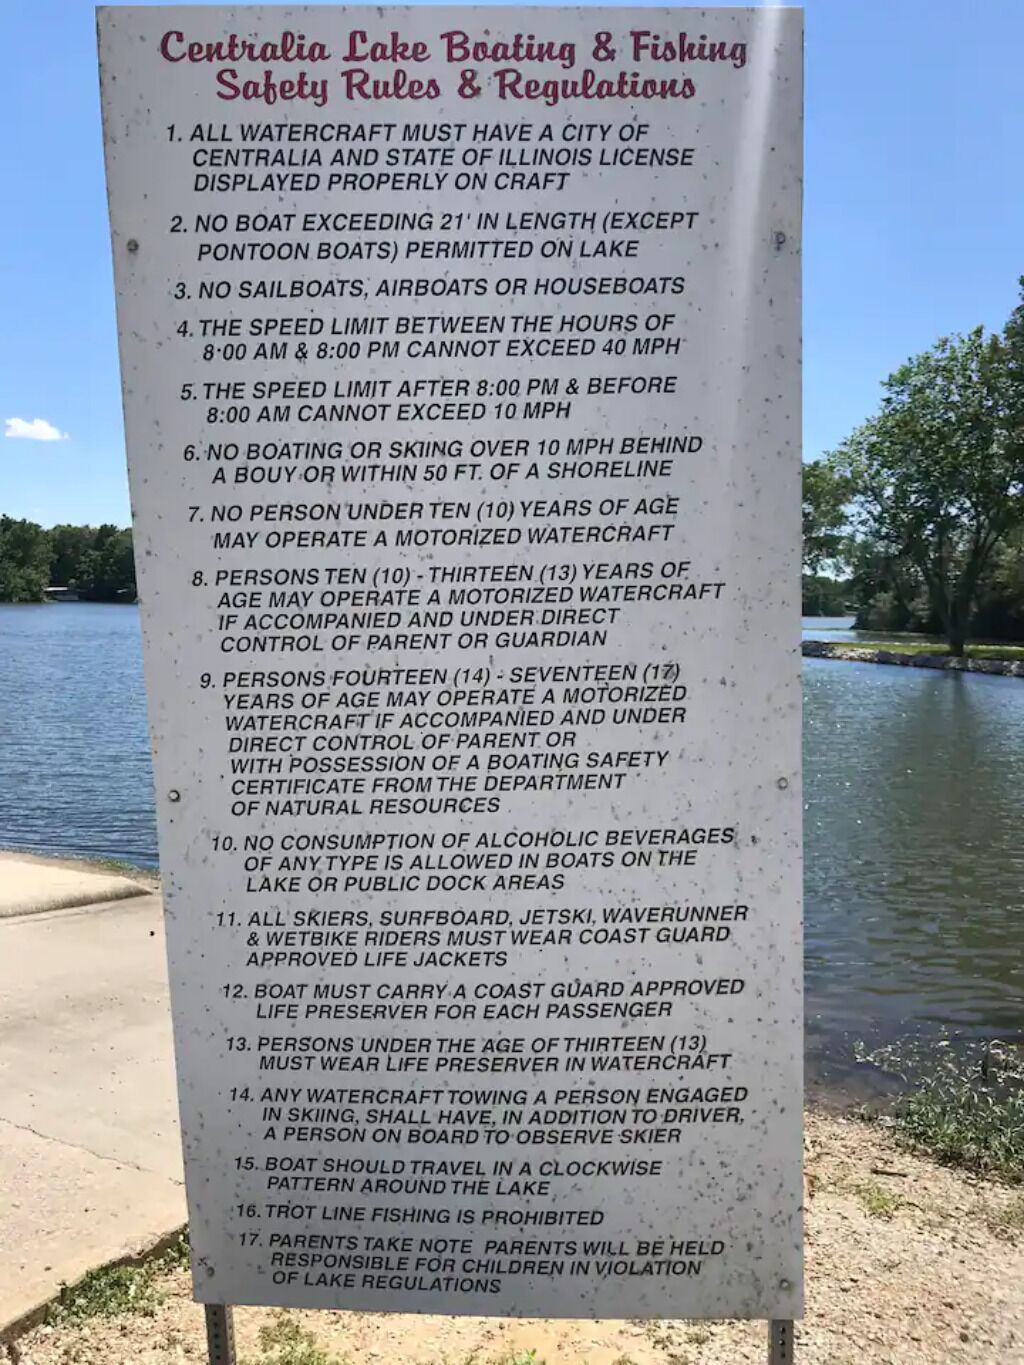 Centralia Lake Boating & Fishing
Safety Rules & Regulations
1. ALL WATERCRAFT MUST HAVE A CITY OF
CENTRALIA AND STATE OF ILLINOIS LICENSE
DISPLAYED PROPERLY ON CRAFT
2. NO BOAT EXCEEDING 21' IN LENGTH (EXCEPT
PONTOON BOATS) PERMITTED ON LAKE
3. NO SAILBOATS, AIRBOATS OR HOUSEBOATS
4. THE SPEED LIMIT BETWEEN THE HOURS OF
8:00 AM & 8:00 PM CANNOT EXCEED 40 MPH
5. THE SPEED LIMIT AFTER 8:00 PM & BEFORE
8:00 AM CANNOT EXCEED 10 MPH
6. NO BOATING OR SKIING OVER 10 MPH BEHIND
A BOUY OR WITHIN 50 FT. OF A SHORELINE
7. NO PERSON UNDER TEN (10) YEARS OF AGE
MAY OPERATE A MOTORIZED WATERCRAFT
8. PERSONS TEN (10) - THIRTEEN (13) YEARS OF
AGE MAY OPERATE A MOTORIZED WATERCRAFT
IF ACCOMPANIED AND UNDER DIRECT
CONTROL OF PARENT OR GUARDIAN
9. PERSONS FOURTEEN (14) - SEVENTEEN (17)
YEARS OF AGE MAY OPERATE A MOTORIZED
WATERCRAFT IF ACCOMPANIED AND UNDER
DIRECT CONTROL OF PARENT OR
WITH POSSESSION OF A BOATING SAFETY
CERTIFICATE FROM THE DEPARTMENT
OF NATURAL RESOURCES
10. NO CONSUMPTION OF ALCOHOLIC BEVERAGES
OF ANY TYPE IS ALLOWED IN BOATS ON THE
LAKE OR PUBLIC DOCK AREAS
11. ALL SKIERS, SURFBOARD, JETSKI, WAVERUNNER
& WETBIKE RIDERS MUST WEAR COAST GUARD
APPROVED LIFE JACKETS
12. BOAT MUST CARRY A COAST GUARD APPROVED
LIFE PRESERVER FOR EACH PASSENGER
13. PERSONS UNDER THE AGE OF THIRTEEN (13)
MUST WEAR LIFE PRESERVER IN WATERCRAFT
14. ANY WATERCRAFT TOWING A PERSON ENGAGED
IN SKIING, SHALL HAVE, IN ADDITION TO DRIVER,
A PERSON ON BOARD TO OBSERVE SKIER
15. BOAT SHOULD TRAVEL IN A CLOCKWISE
PATTERN AROUND THE LAKE
16. TROT LINE FISHING IS PROHIBITED
17. PARENTS TAKE NOTE PARENTS WILL BE HELD
RESPONSIBLE FOR CHILDREN IN VIOLATION
OF LAKE REGULATIONS